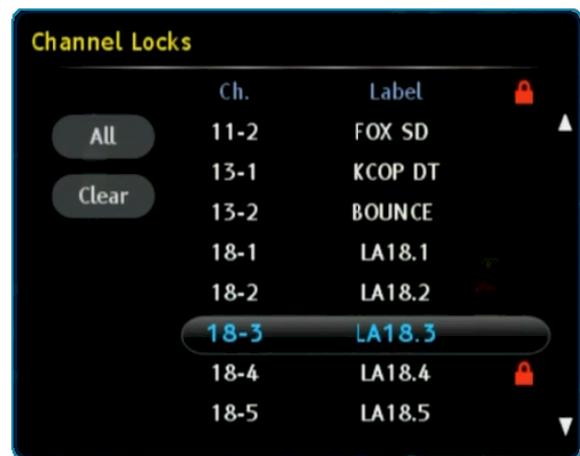 Channel Locks
Ch. Label
All
Clear
11-2 FOX SD
13-1 KCOP DT
13-2 BOUNCE
18-1 LA18.1
18-2 LA18.2
18-3 LA18.3
18-4 LA18.4
18-5 LA18.5